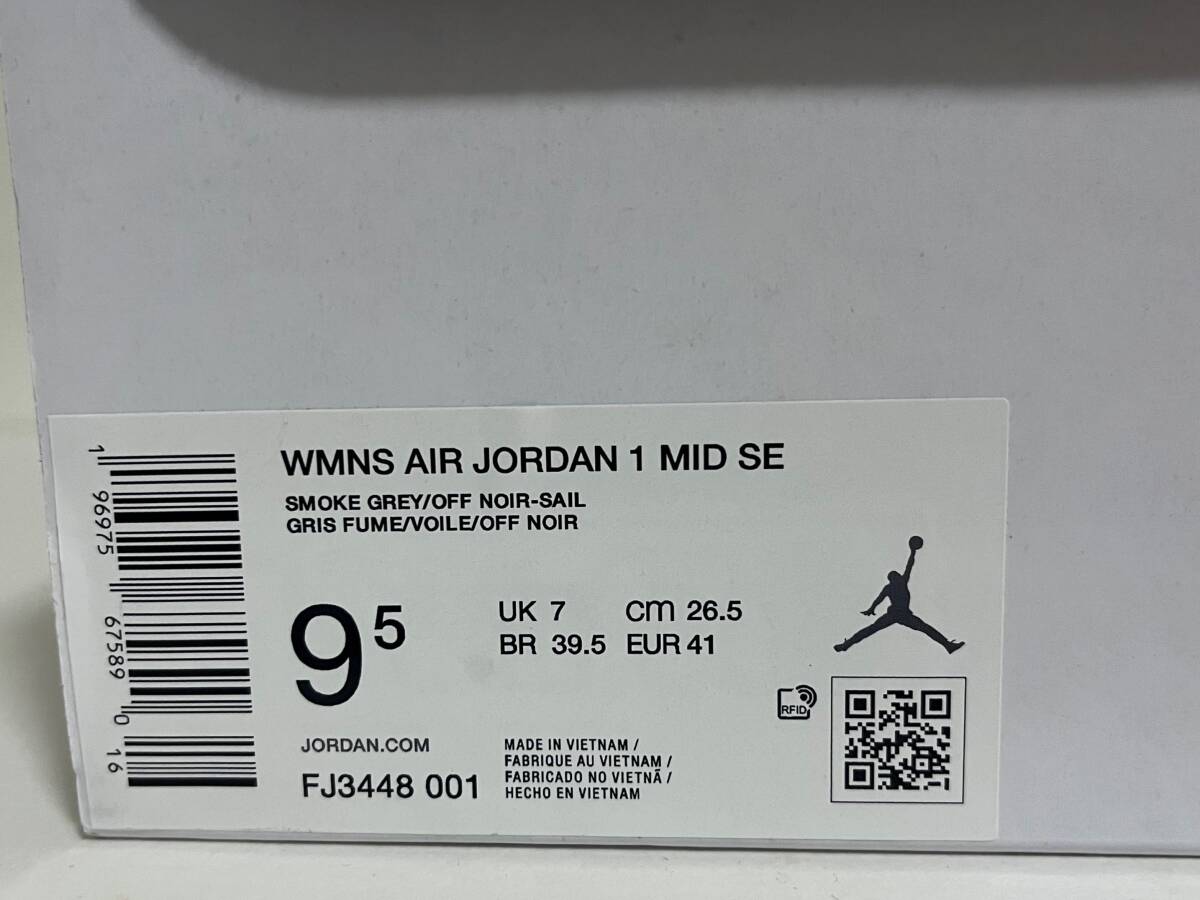 WMNS AIR JORDAN 1 MID SE
SMOKE GREY/OFF NOIR-SAIL
GRIS FUME/VOILE/OFF NOIR
9 5
UK 7 cm 26.5
BR 39.5 EUR 41
RFID
JORDAN.COM
FJ3448 001
MADE IN VIETNAM /
FABRIQUE AU VIETNAM /
FABRICADO NO VIETNÃ /
HECHO EN VIETNAM
1 96975 67589 0 16